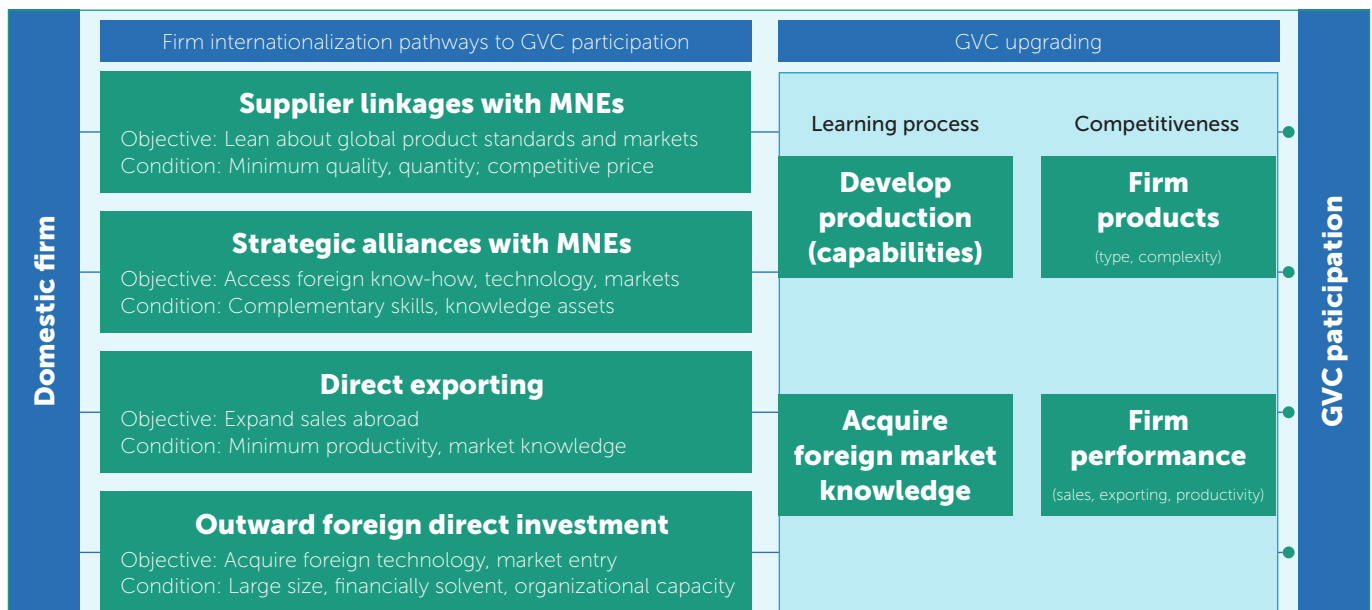 Domestic firm
Firm internationalization pathways to GVC participation
Supplier linkages with MNEs
Objective: Lean about global product standards and markets
Condition: Minimum quality, quantity; competitive price
Strategic alliances with MNEs
Objective: Access foreign know-how, technology, markets
Condition: Complementary skills, knowledge assets
Direct exporting
Objective: Expand sales abroad
Condition: Minimum productivity, market knowledge
Outward foreign direct investment
Objective: Acquire foreign technology, market entry
Condition: Large size, financially solvent, organizational capacity
GVC upgrading
Learning process
Develop
production
(capabilities)
Acquire
foreign market
knowledge
Competitiveness
Firm
products
(type, complexity)
Firm
performance
(sales, exporting, productivity)
GVC paticipation